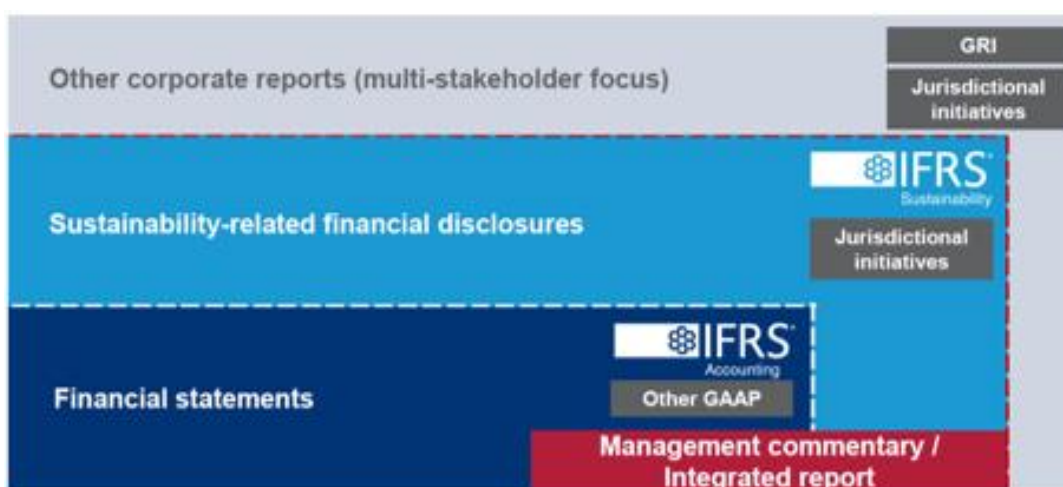 GRI
Other corporate reports (multi-stakeholder focus)
Jurisdictional
initiatives
IFRS
Sustainability
Sustainability-related financial disclosures
Jurisdictional
initiatives
IFRS
Accounting
Financial statements
Other GAAP
Management commentary /
Integrated report